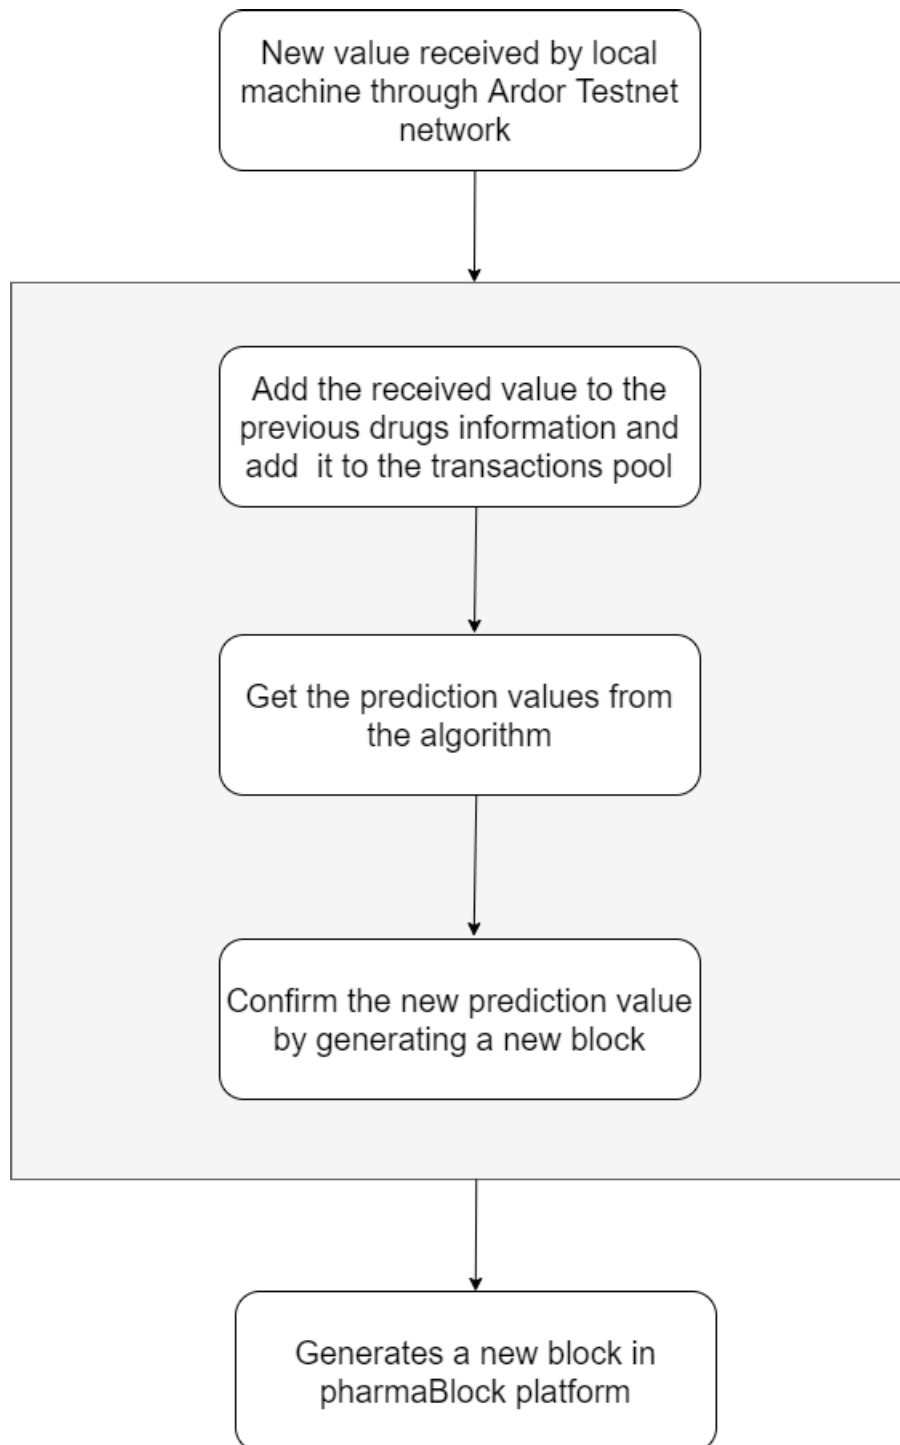 New value received by local
machine through Ardor Testnet
network
Add the received value to the
previous drugs information and
add  it to the transactions pool
Get the prediction values from
the algorithm
Confirm the new prediction value
by generating a new block
Generates a new block in
pharmaBlock platform